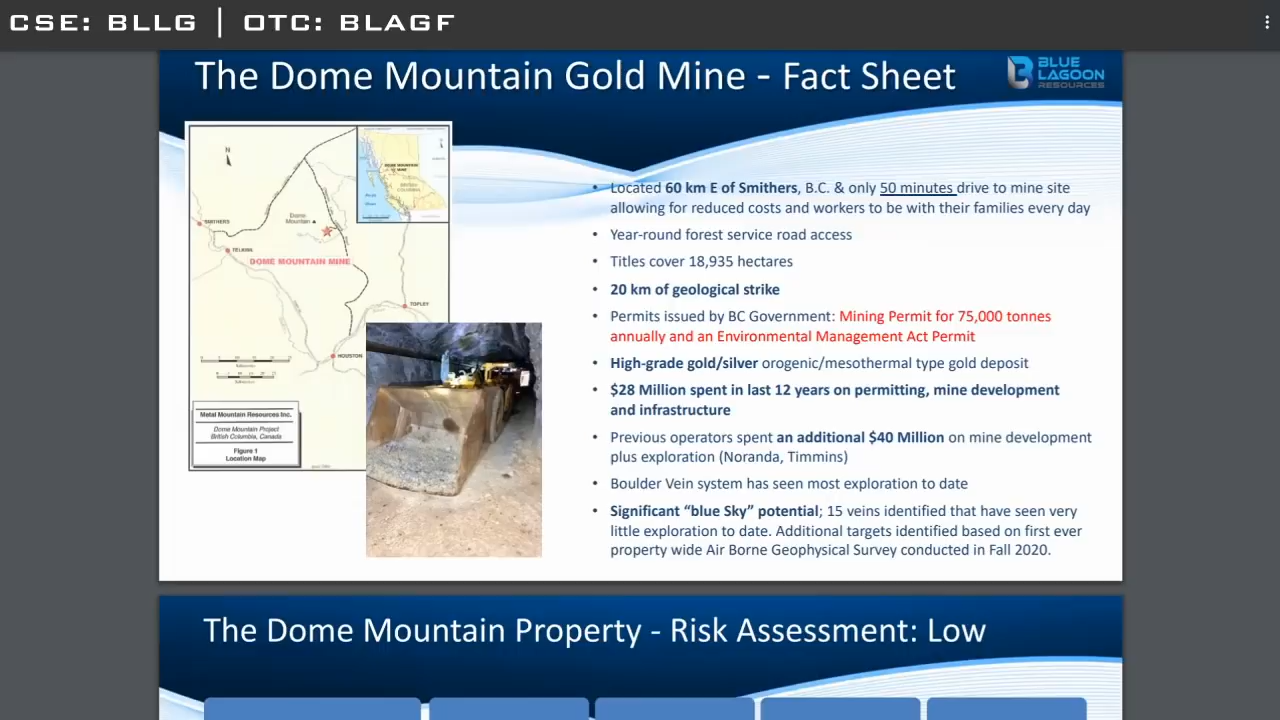 CSE: BLLG | OTC: BLAGF
The Dome Mountain Gold Mine - Fact Sheet
BLUE
LAGOON
RESOURCES
N
DOME MOUNTAIN
MINE
Dome
Mountain ▲
SMITHERS
TELKWA
DOME MOUNTAIN MINE
TOPLEY
HOUSTON
Metal Mountain Resources Inc.
Dome Mountain Project
British Columbia, Canada
Figure 1
Location Map
• Located 60 km E of Smithers, B.C. & only 50 minutes drive to mine site
allowing for reduced costs and workers to be with their families every day
• Year-round forest service road access
• Titles cover 18,935 hectares
• 20 km of geological strike
• Permits issued by BC Government: Mining Permit for 75,000 tonnes
annually and an Environmental Management Act Permit
• High-grade gold/silver orogenic/mesothermal type gold deposit
• $28 Million spent in last 12 years on permitting, mine development
and infrastructure
• Previous operators spent an additional $40 Million on mine development
plus exploration (Noranda, Timmins)
• Boulder Vein system has seen most exploration to date
• Significant “blue Sky” potential; 15 veins identified that have seen very
little exploration to date. Additional targets identified based on first ever
property wide Air Borne Geophysical Survey conducted in Fall 2020.
The Dome Mountain Property - Risk Assessment: Low